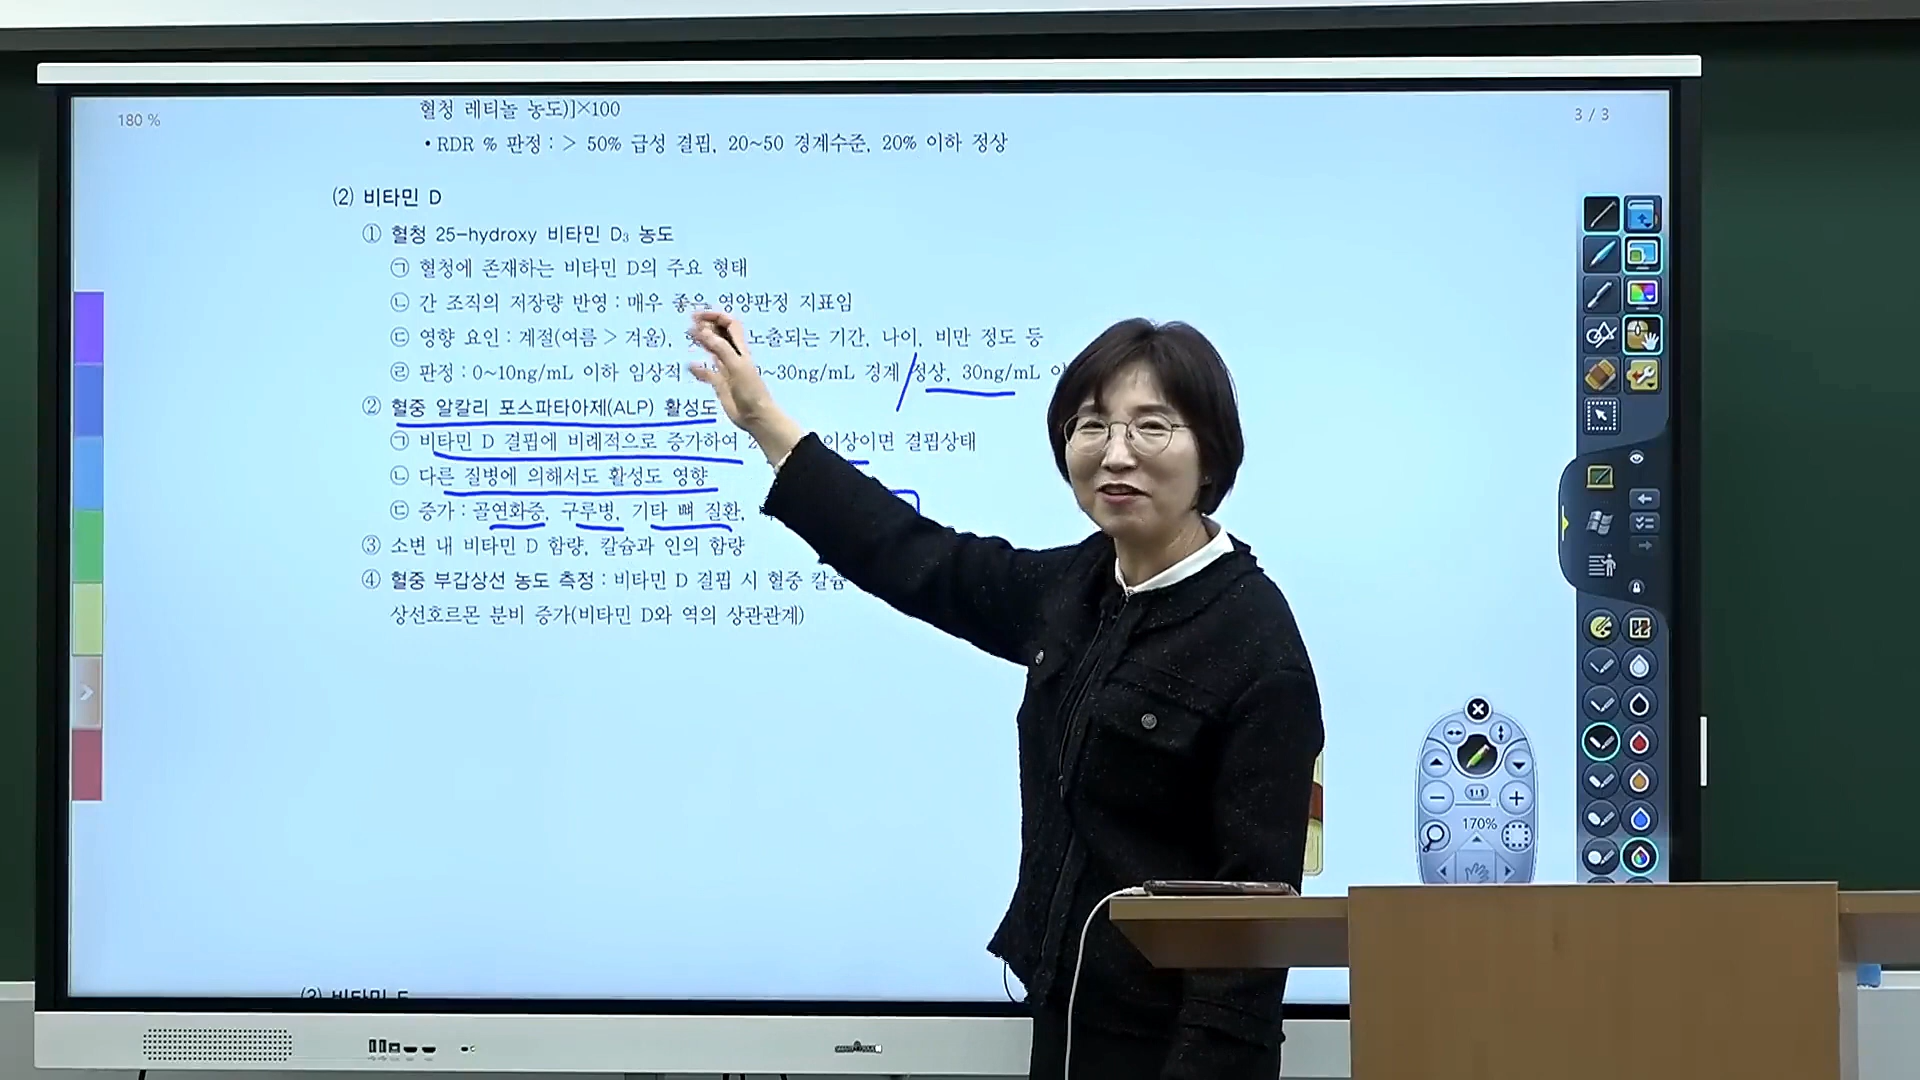 180 %
3 / 3
혈청 레티놀 농도)]×100
• RDR % 판정 : > 50% 급성 결핍, 20~50 경계수준, 20% 이하 정상
(2) 비타민 D
① 혈청 25-hydroxy 비타민 D₃ 농도
㉠ 혈청에 존재하는 비타민 D의 주요 형태
㉡ 간 조직의 저장량 반영 : 매우 좋은 영양판정 지표임
㉢ 영향 요인 : 계절(여름 > 겨울), 노출되는 기간, 나이, 비만 정도 등
㉣ 판정 : 0~10ng/mL 이하 임상적 ~30ng/mL 경계 정상, 30ng/mL
② 혈중 알칼리 포스파타아제(ALP) 활성도
㉠ 비타민 D 결핍에 비례적으로 증가하여 이상이면 결핍상태
㉡ 다른 질병에 의해서도 활성도 영향
㉢ 증가 : 골연화증, 구루병, 기타 뼈 질환,
③ 소변 내 비타민 D 함량, 칼슘과 인의 함량
④ 혈중 부갑상선 농도 측정 : 비타민 D 결핍 시 혈중 칼슘
상선호르몬 분비 증가(비타민 D와 역의 상관관계)
1:1
170%
(3) 비타민 E